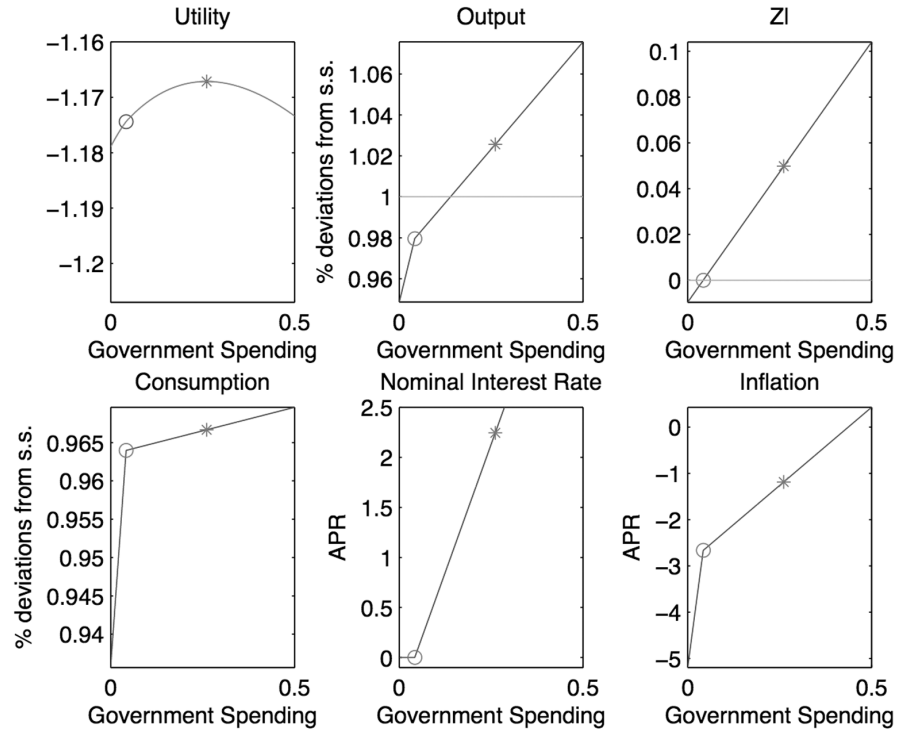 Utility
−1.16
−1.17
−1.18
−1.19
−1.2
0 0.5
Government Spending
Output
% deviations from s.s.
1.06
1.04
1.02
1
0.98
0.96
0 0.5
Government Spending
ZI
0.1
0.08
0.06
0.04
0.02
0
0 0.5
Government Spending
Consumption
% deviations from s.s.
0.965
0.96
0.955
0.95
0.945
0.94
0 0.5
Government Spending
Nominal Interest Rate
APR
2.5
2
1.5
1
0.5
0
0 0.5
Government Spending
Inflation
APR
0
−1
−2
−3
−4
−5
0 0.5
Government Spending